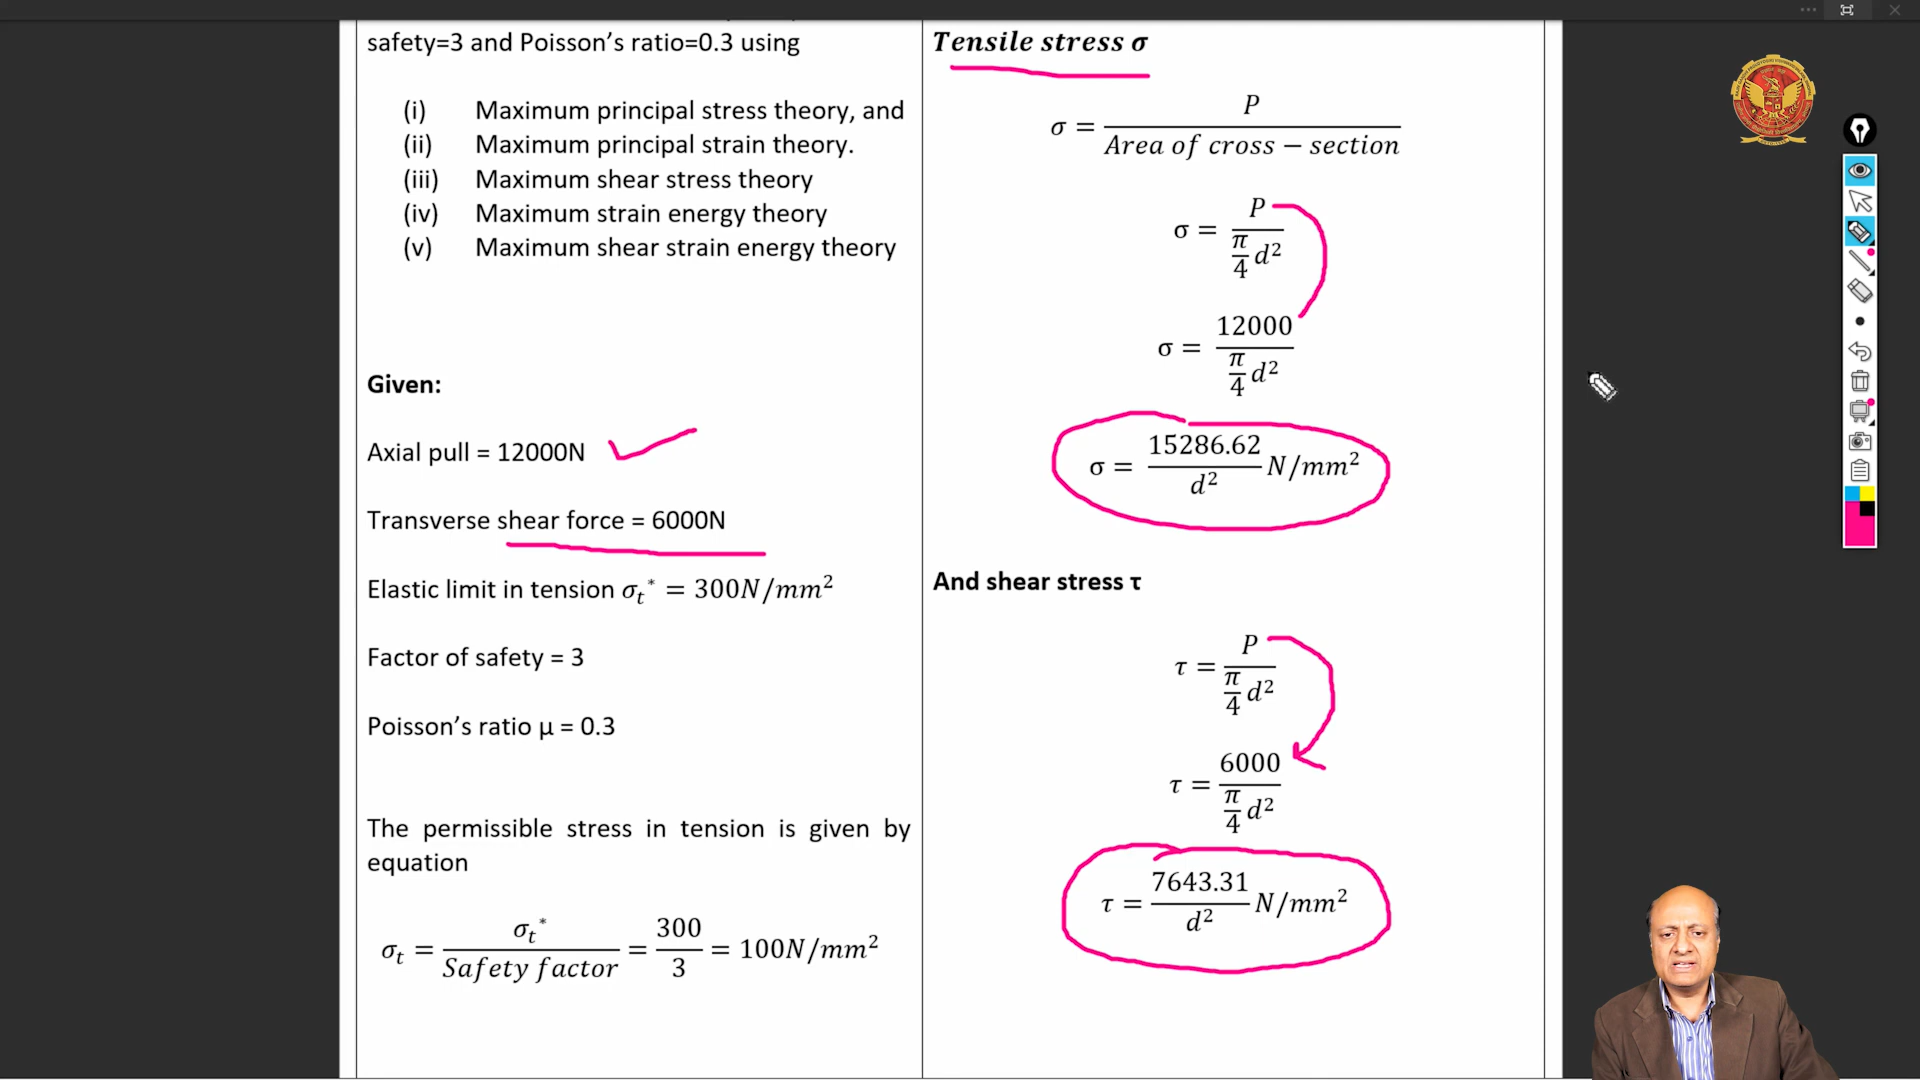 safety=3 and Poisson’s ratio=0.3 using
(i) Maximum principal stress theory, and
(ii) Maximum principal strain theory.
(iii) Maximum shear stress theory
(iv) Maximum strain energy theory
(v) Maximum shear strain energy theory
Given:
Axial pull = 12000N
Transverse shear force = 6000N
Elastic limit in tension σₜ* = 300N/mm²
Factor of safety = 3
Poisson’s ratio μ = 0.3
The permissible stress in tension is given by
equation
σₜ = σₜ* / Safety factor = 300 / 3 = 100N/mm²
Tensile stress σ
σ = P / Area of cross − section
σ = P / (π/4 d²)
σ = 12000 / (π/4 d²)
σ = 15286.62 / d² N/mm²
And shear stress τ
τ = P / (π/4 d²)
τ = 6000 / (π/4 d²)
τ = 7643.31 / d² N/mm²